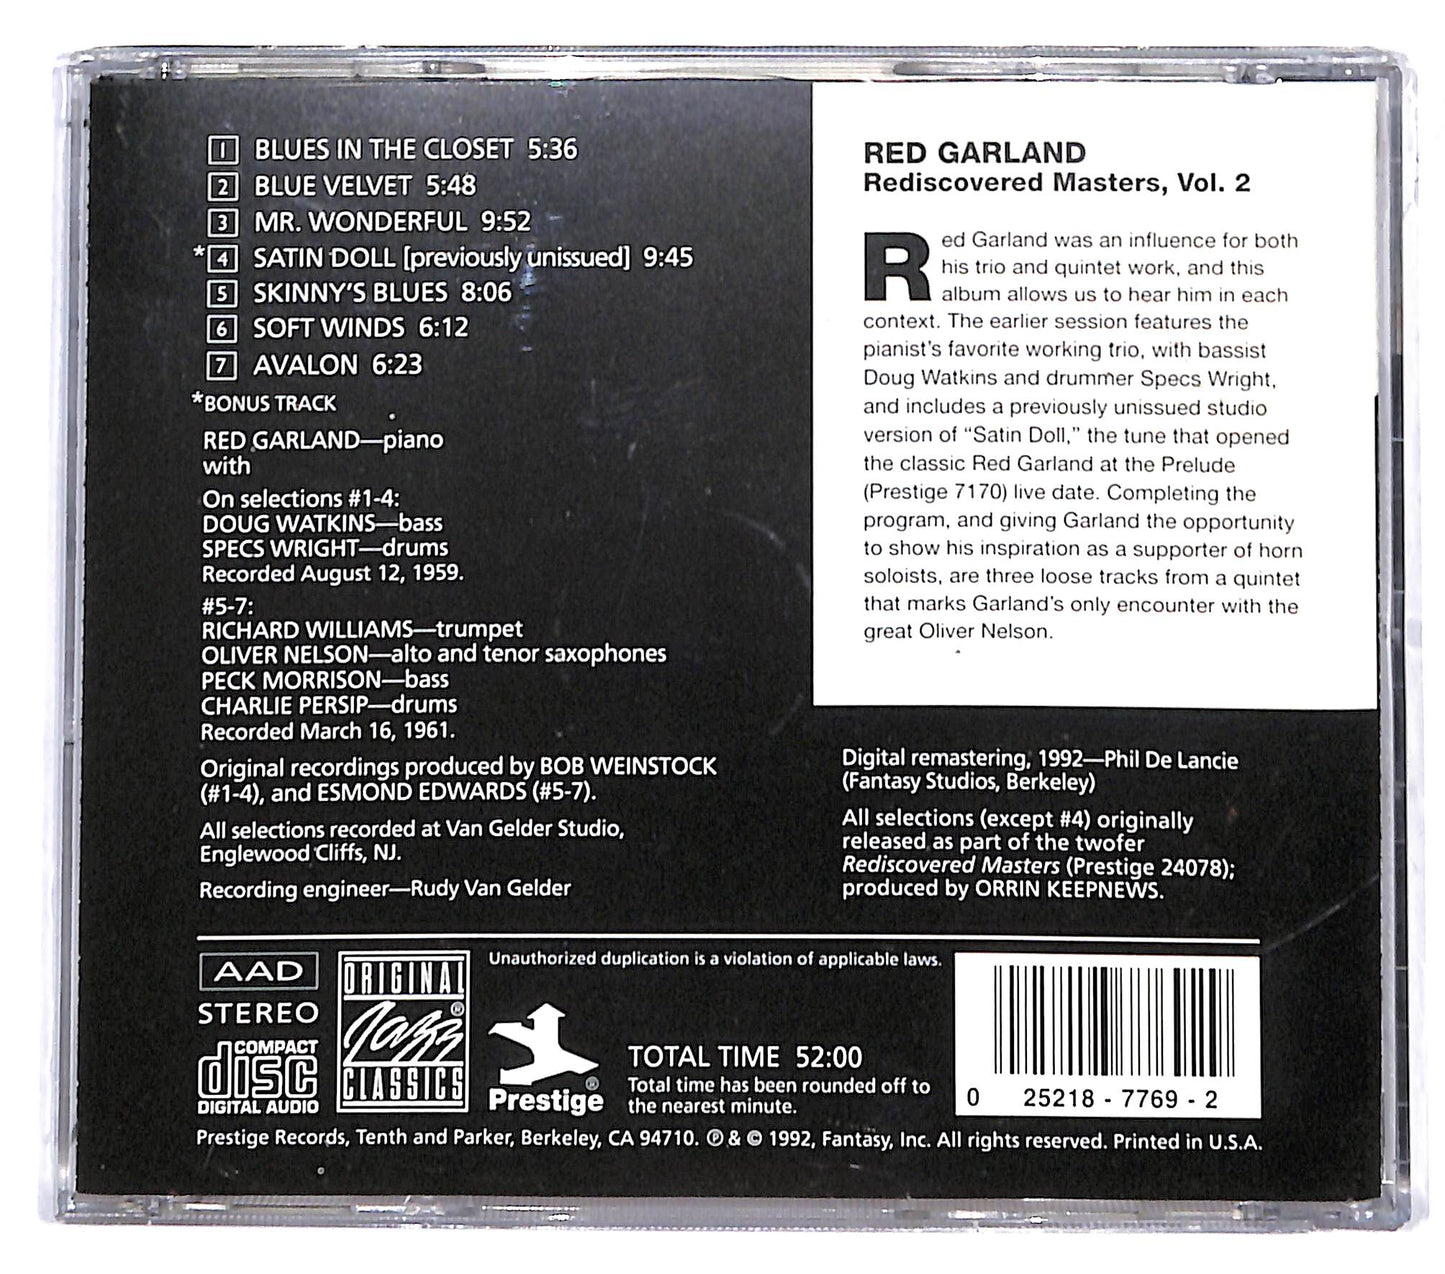 1 BLUES IN THE CLOSET 5:36
2 BLUE VELVET 5:48
3 MR. WONDERFUL 9:52
*4 SATIN DOLL [previously unissued] 9:45
5 SKINNY'S BLUES 8:06
6 SOFT WINDS 6:12
7 AVALON 6:23
*BONUS TRACK
RED GARLAND—piano
with
On selections #1-4:
DOUG WATKINS—bass
SPECS WRIGHT—drums
Recorded August 12, 1959.
#5-7:
RICHARD WILLIAMS—trumpet
OLIVER NELSON—alto and tenor saxophones
PECK MORRISON—bass
CHARLIE PERSIP—drums
Recorded March 16, 1961.
Original recordings produced by BOB WEINSTOCK
(#1-4), and ESMOND EDWARDS (#5-7).
All selections recorded at Van Gelder Studio,
Englewood Cliffs, NJ.
Recording engineer—Rudy Van Gelder
RED GARLAND
Rediscovered Masters, Vol. 2
Red Garland was an influence for both
his trio and quintet work, and this
album allows us to hear him in each
context. The earlier session features the
pianist's favorite working trio, with bassist
Doug Watkins and drummer Specs Wright,
and includes a previously unissued studio
version of "Satin Doll," the tune that opened
the classic Red Garland at the Prelude
(Prestige 7170) live date. Completing the
program, and giving Garland the opportunity
to show his inspiration as a supporter of horn
soloists, are three loose tracks from a quintet
that marks Garland's only encounter with the
great Oliver Nelson.
Digital remastering, 1992—Phil De Lancie
(Fantasy Studios, Berkeley)
All selections (except #4) originally
released as part of the twofer
Rediscovered Masters (Prestige 24078);
produced by ORRIN KEEPNEWS.
AAD
STEREO
COMPACT
disc
DIGITAL AUDIO
ORIGINAL
Jazz®
CLASSICS
Unauthorized duplication is a violation of applicable laws.
Prestige®
TOTAL TIME 52:00
Total time has been rounded off to
the nearest minute.
0 25218 - 7769 - 2
Prestige Records, Tenth and Parker, Berkeley, CA 94710. ℗ & © 1992, Fantasy, Inc. All rights reserved. Printed in U.S.A.